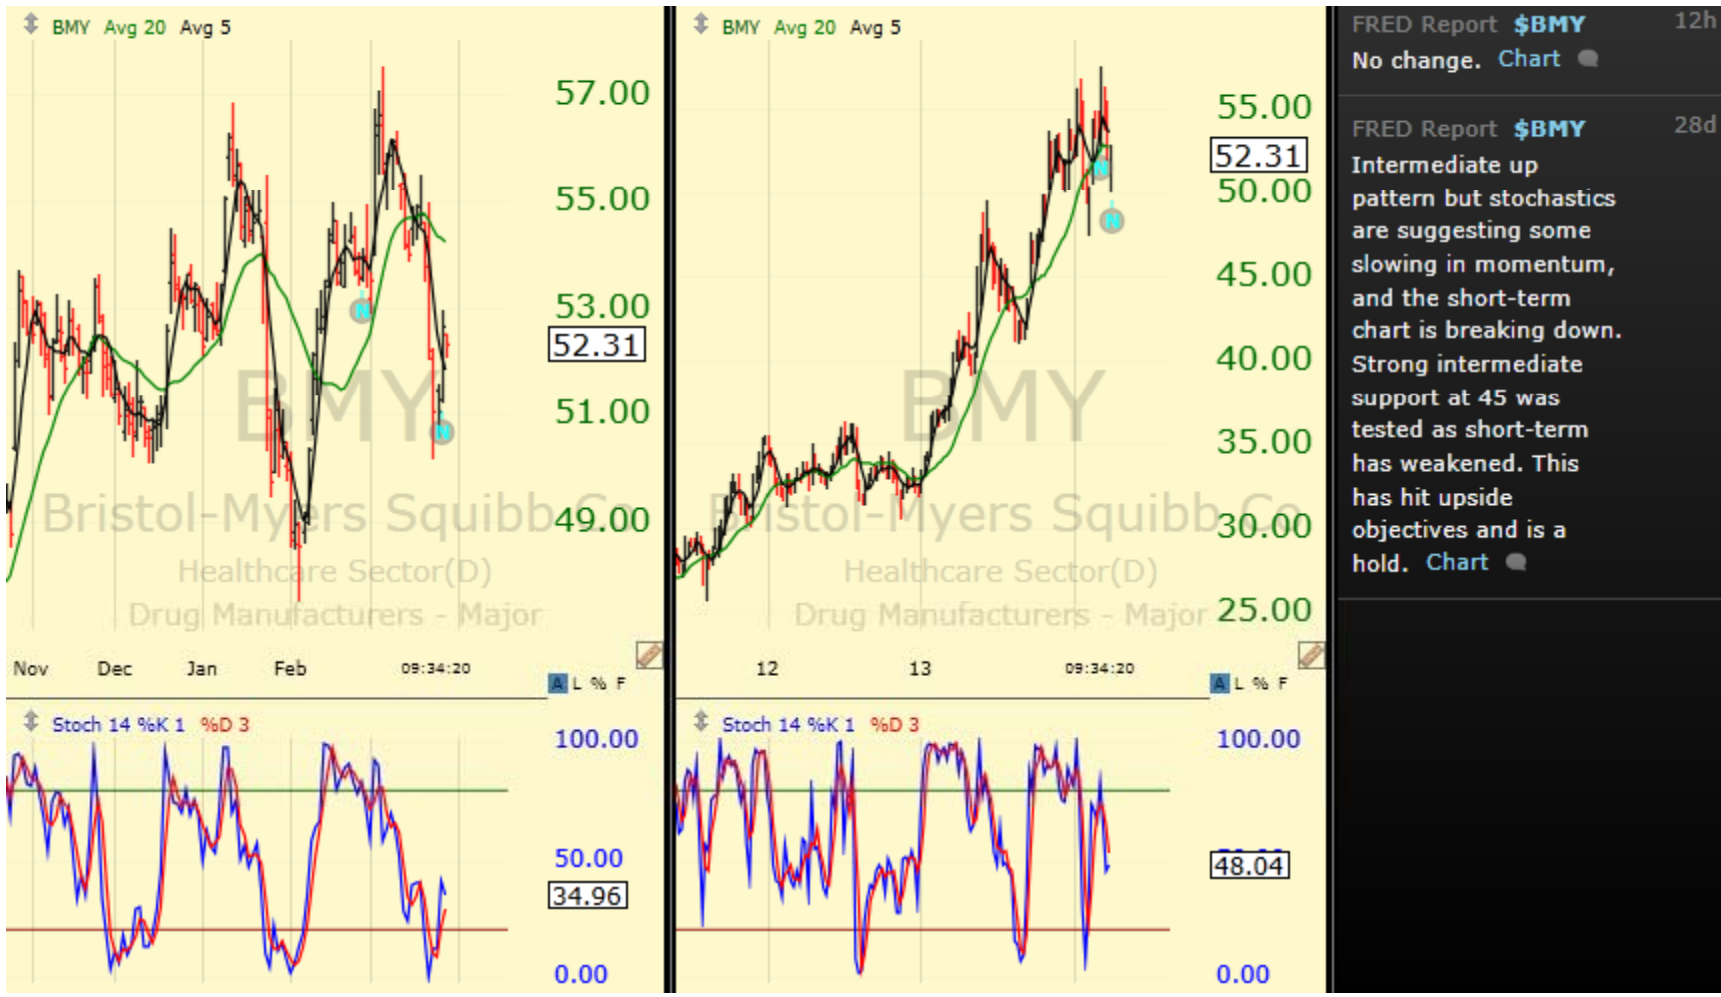 BMY Avg 20 Avg 5
57.00
55.00
53.00
52.31
51.00
49.00
N
N
BMY
Bristol-Myers Squibb Co
Healthcare Sector(D)
Drug Manufacturers - Major
Nov Dec Jan Feb 09:34:20
A L % F
Stoch 14 %K 1 %D 3
100.00
50.00
34.96
0.00
BMY Avg 20 Avg 5
55.00
52.31
50.00
45.00
40.00
35.00
30.00
25.00
N
N
BMY
Bristol-Myers Squibb Co
Healthcare Sector(D)
Drug Manufacturers - Major
12 13 09:34:20
A L % F
Stoch 14 %K 1 %D 3
100.00
48.04
0.00
FRED Report $BMY 12h
No change. Chart
FRED Report $BMY 28d
Intermediate up
pattern but stochastics
are suggesting some
slowing in momentum,
and the short-term
chart is breaking down.
Strong intermediate
support at 45 was
tested as short-term
has weakened. This
has hit upside
objectives and is a
hold. Chart